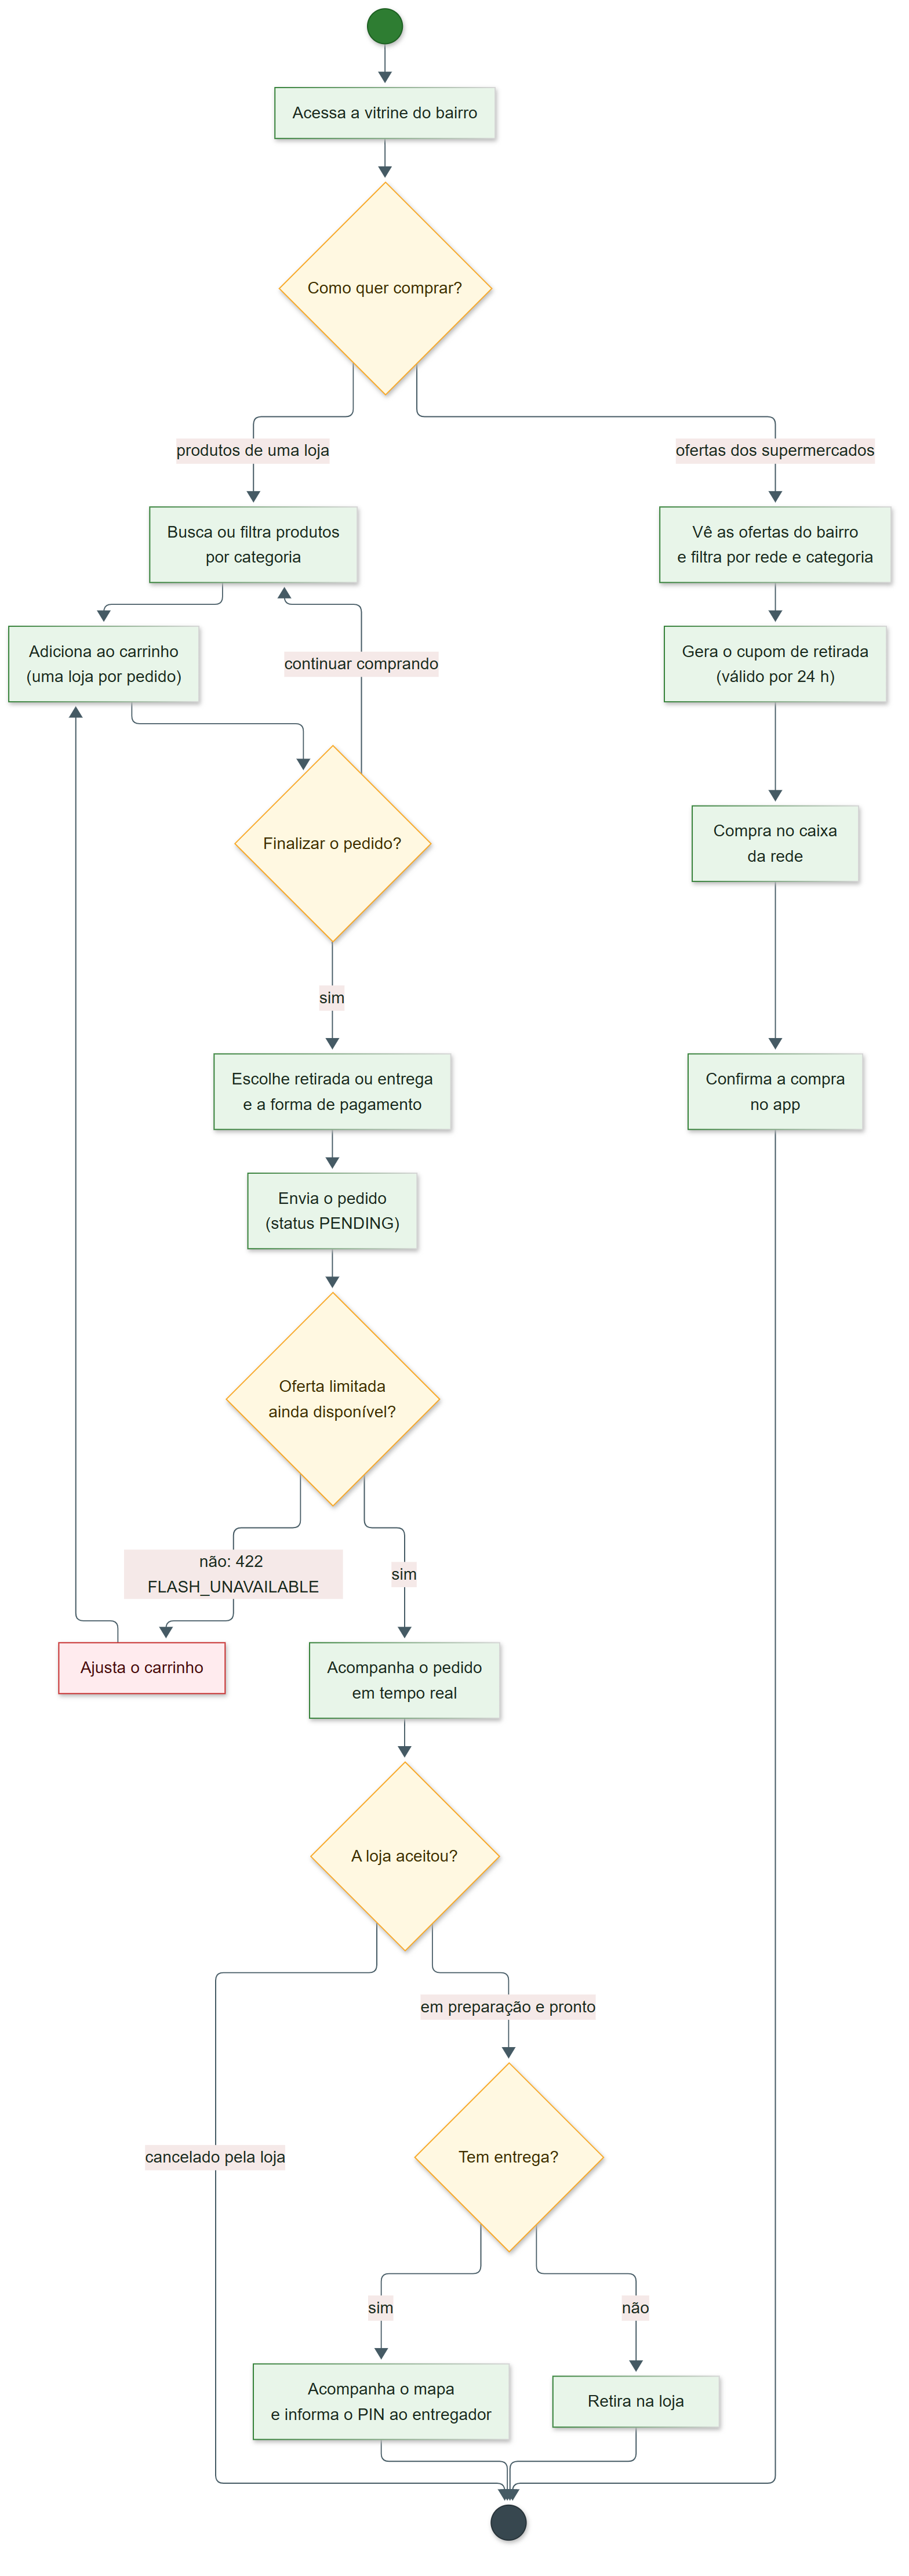 Acessa a vitrine do bairro
Como quer comprar?
produtos de uma loja
ofertas dos supermercados
Busca ou filtra produtos
por categoria
Vê as ofertas do bairro
e filtra por rede e categoria
Adiciona ao carrinho
(uma loja por pedido)
continuar comprando
Gera o cupom de retirada
(válido por 24 h)
Finalizar o pedido?
Compra no caixa
da rede
sim
Escolhe retirada ou entrega
e a forma de pagamento
Confirma a compra
no app
Envia o pedido
(status PENDING)
Oferta limitada
ainda disponível?
não: 422
FLASH_UNAVAILABLE
sim
Ajusta o carrinho
Acompanha o pedido
em tempo real
A loja aceitou?
em preparação e pronto
cancelado pela loja
Tem entrega?
sim
não
Acompanha o mapa
e informa o PIN ao entregador
Retira na loja